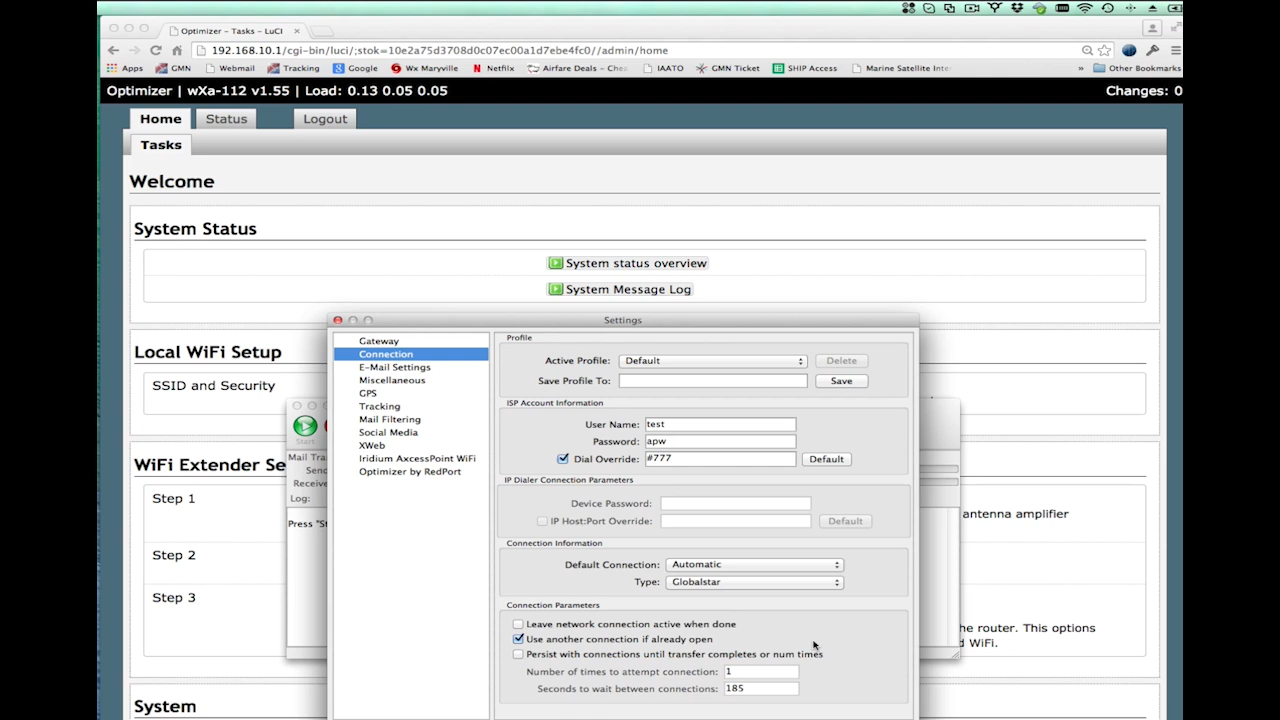 Optimizer - Tasks - LuCI
192.168.10.1/cgi-bin/luci/;stok=10e2a75d3708d0c07ec00a1d7ebe4fc0//admin/home
Apps GMN Webmail Tracking Google Wx Maryville Netflix Airfare Deals - Chea IAATO GMN Ticket SHIP Access Marine Satellite Inte » Other Bookmarks
Optimizer | wXa-112 v1.55 | Load: 0.13 0.05 0.05 Changes: 0
Home Status Logout
Tasks
Welcome
System Status
System status overview
System Message Log
Local WiFi Setup
SSID and Security
WiFi Extender Se
Step 1 antenna amplifier
Step 2
Step 3
he router. This options
d WiFi.
System
Start
Mail Tra
Send
Receive
Log:
Press "St
Settings
Gateway
Connection
E-Mail Settings
Miscellaneous
GPS
Tracking
Mail Filtering
Social Media
XWeb
Iridium AxcessPoint WiFi
Optimizer by RedPort
Profile
Active Profile: Default Delete
Save Profile To: Save
ISP Account Information
User Name: test
Password: apw
Dial Override: #777 Default
IP Dialer Connection Parameters
Device Password:
IP Host:Port Override: Default
Connection Information
Default Connection: Automatic
Type: Globalstar
Connection Parameters
Leave network connection active when done
Use another connection if already open
Persist with connections until transfer completes or num times
Number of times to attempt connection: 1
Seconds to wait between connections: 185